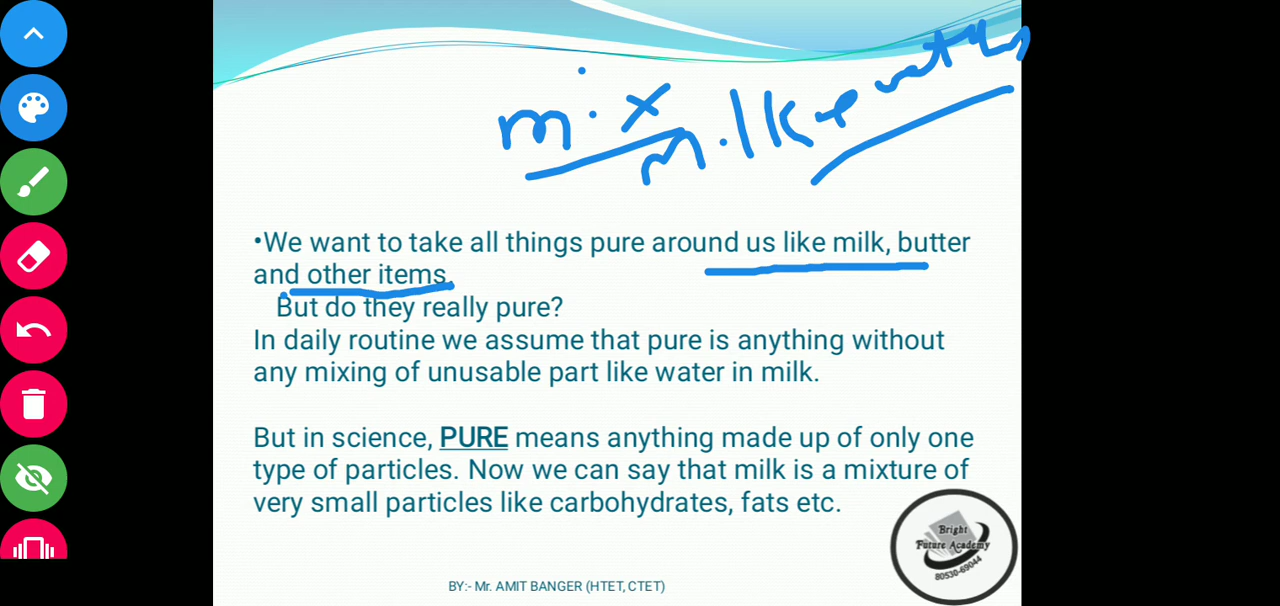 mix
milk
•We want to take all things pure around us like milk, butter
and other items.
But do they really pure?
In daily routine we assume that pure is anything without
any mixing of unusable part like water in milk.
But in science, PURE means anything made up of only one
type of particles. Now we can say that milk is a mixture of
very small particles like carbohydrates, fats etc.
Bright
Future Academy
80530-69044
BY:- Mr. AMIT BANGER (HTET, CTET)